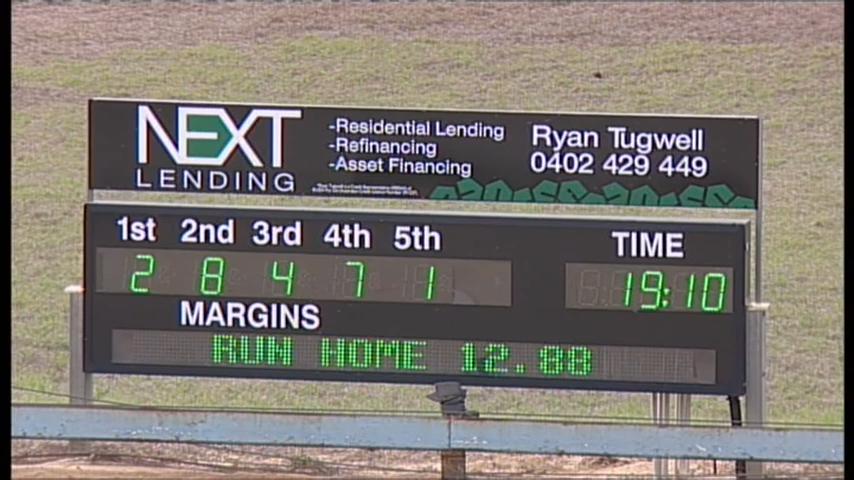 NEXT
LENDING
-Residential Lending
-Refinancing
-Asset Financing
Ryan Tugwell
0402 429 449
1st 2nd 3rd 4th 5th
2 8 4 7 1
TIME
19:10
MARGINS
RUN HOME 12.88